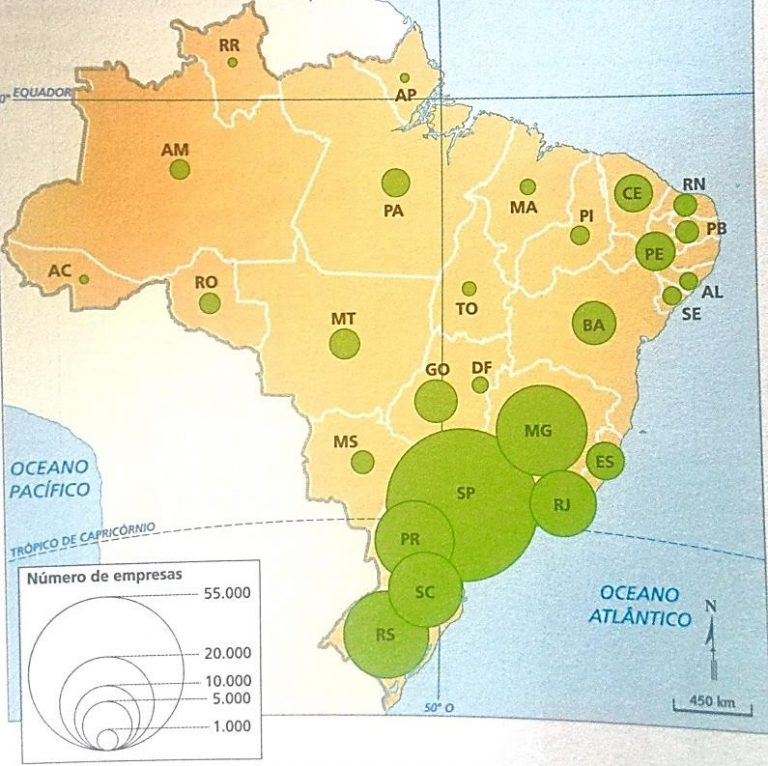 RR
0° EQUADOR
AP
AM
PA
MA
CE
RN
PI
PB
PE
AC
RO
TO
AL
SE
MT
BA
GO
DF
MG
MS
ES
OCEANO
PACÍFICO
SP
RJ
TRÓPICO DE CAPRICÓRNIO
PR
SC
RS
Número de empresas
55.000
20.000
10.000
5.000
1.000
OCEANO
ATLÂNTICO
N
450 km
50° O